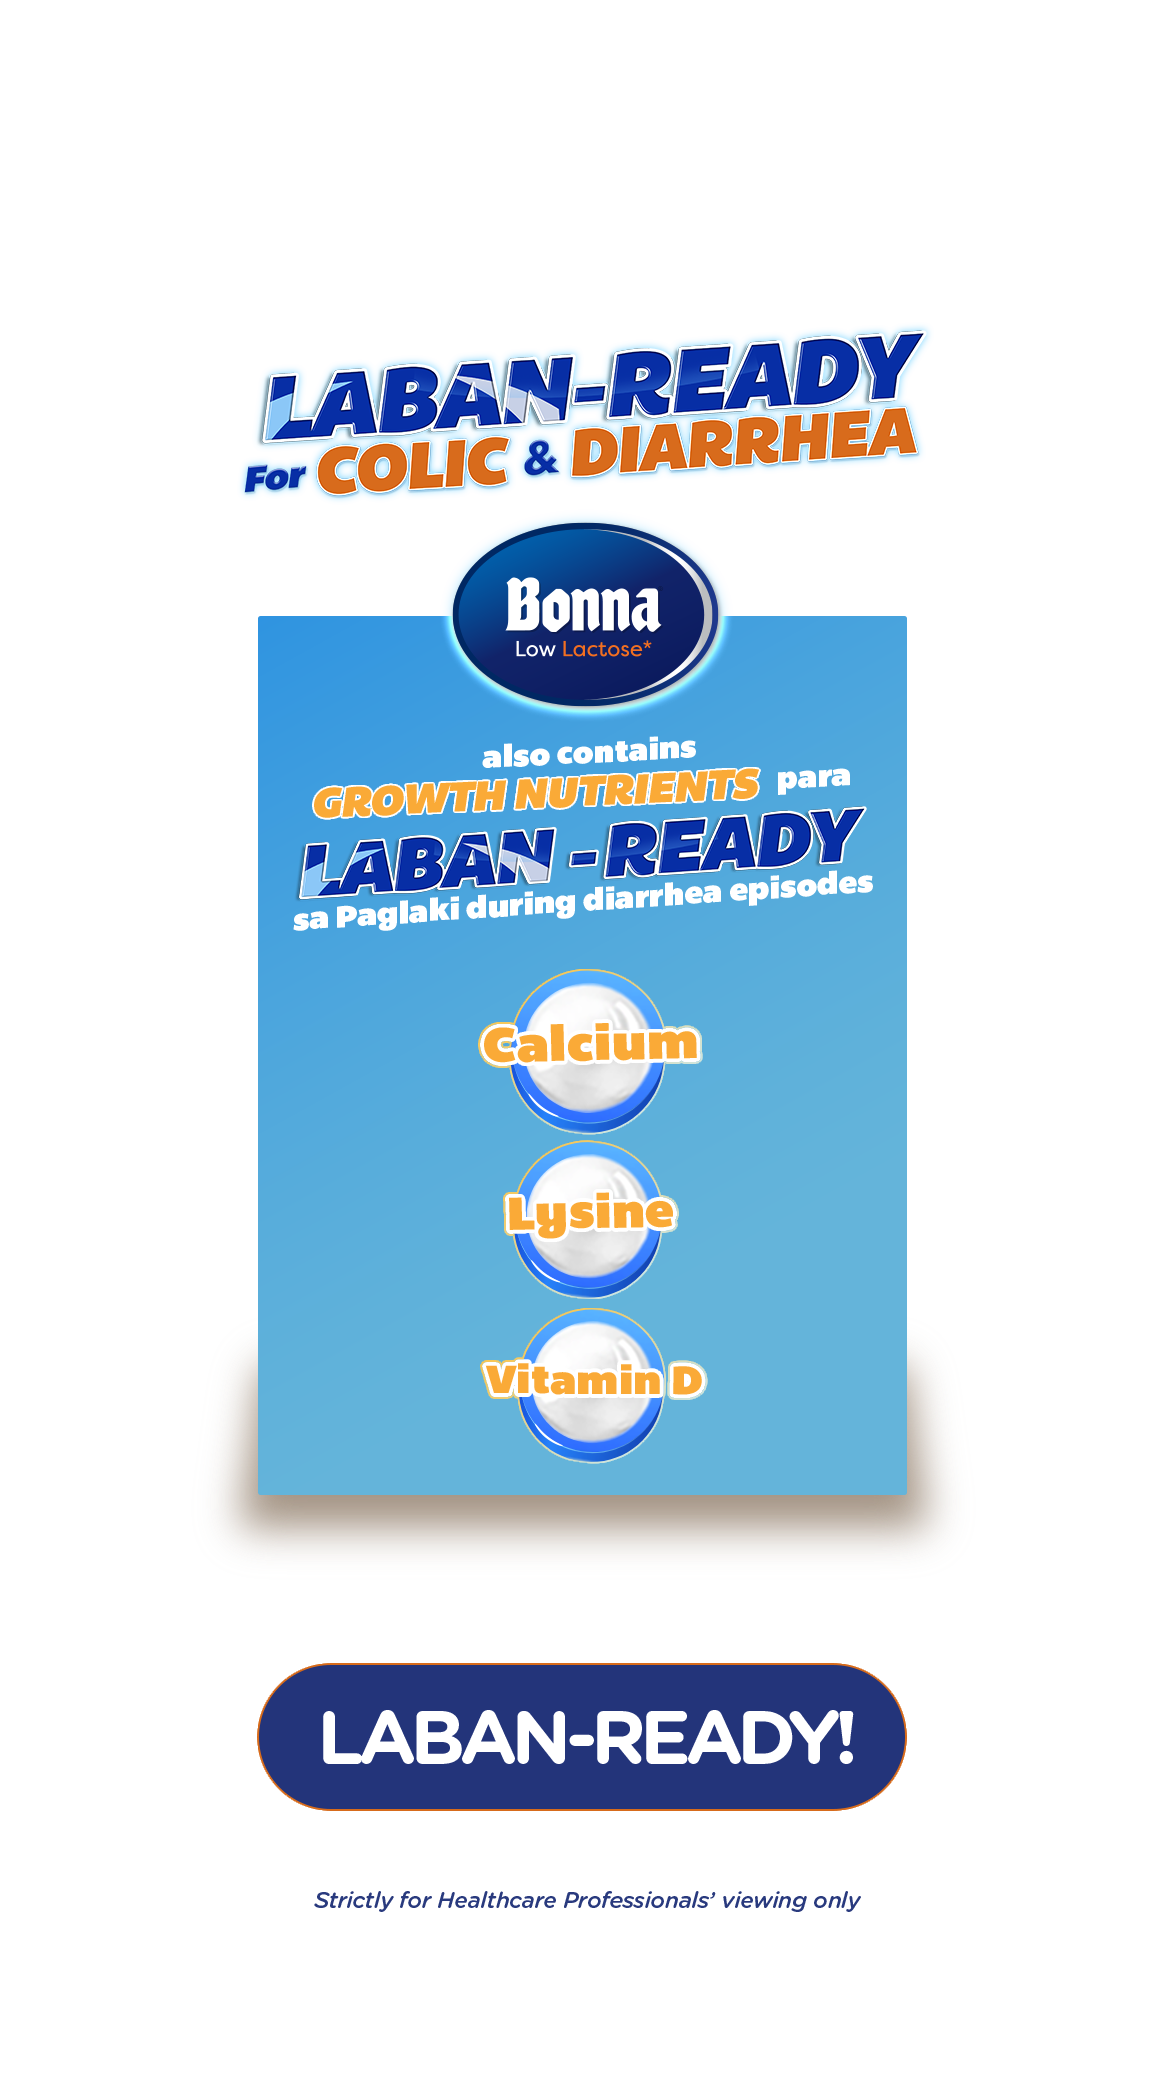 LABAN-READY
For COLIC & DIARRHEA
Bonna
Low Lactose*
also contains
GROWTH NUTRIENTS para
LABAN - READY
sa Paglaki during diarrhea episodes
Calcium
Lysine
Vitamin D
LABAN-READY!
Strictly for Healthcare Professionals’ viewing only